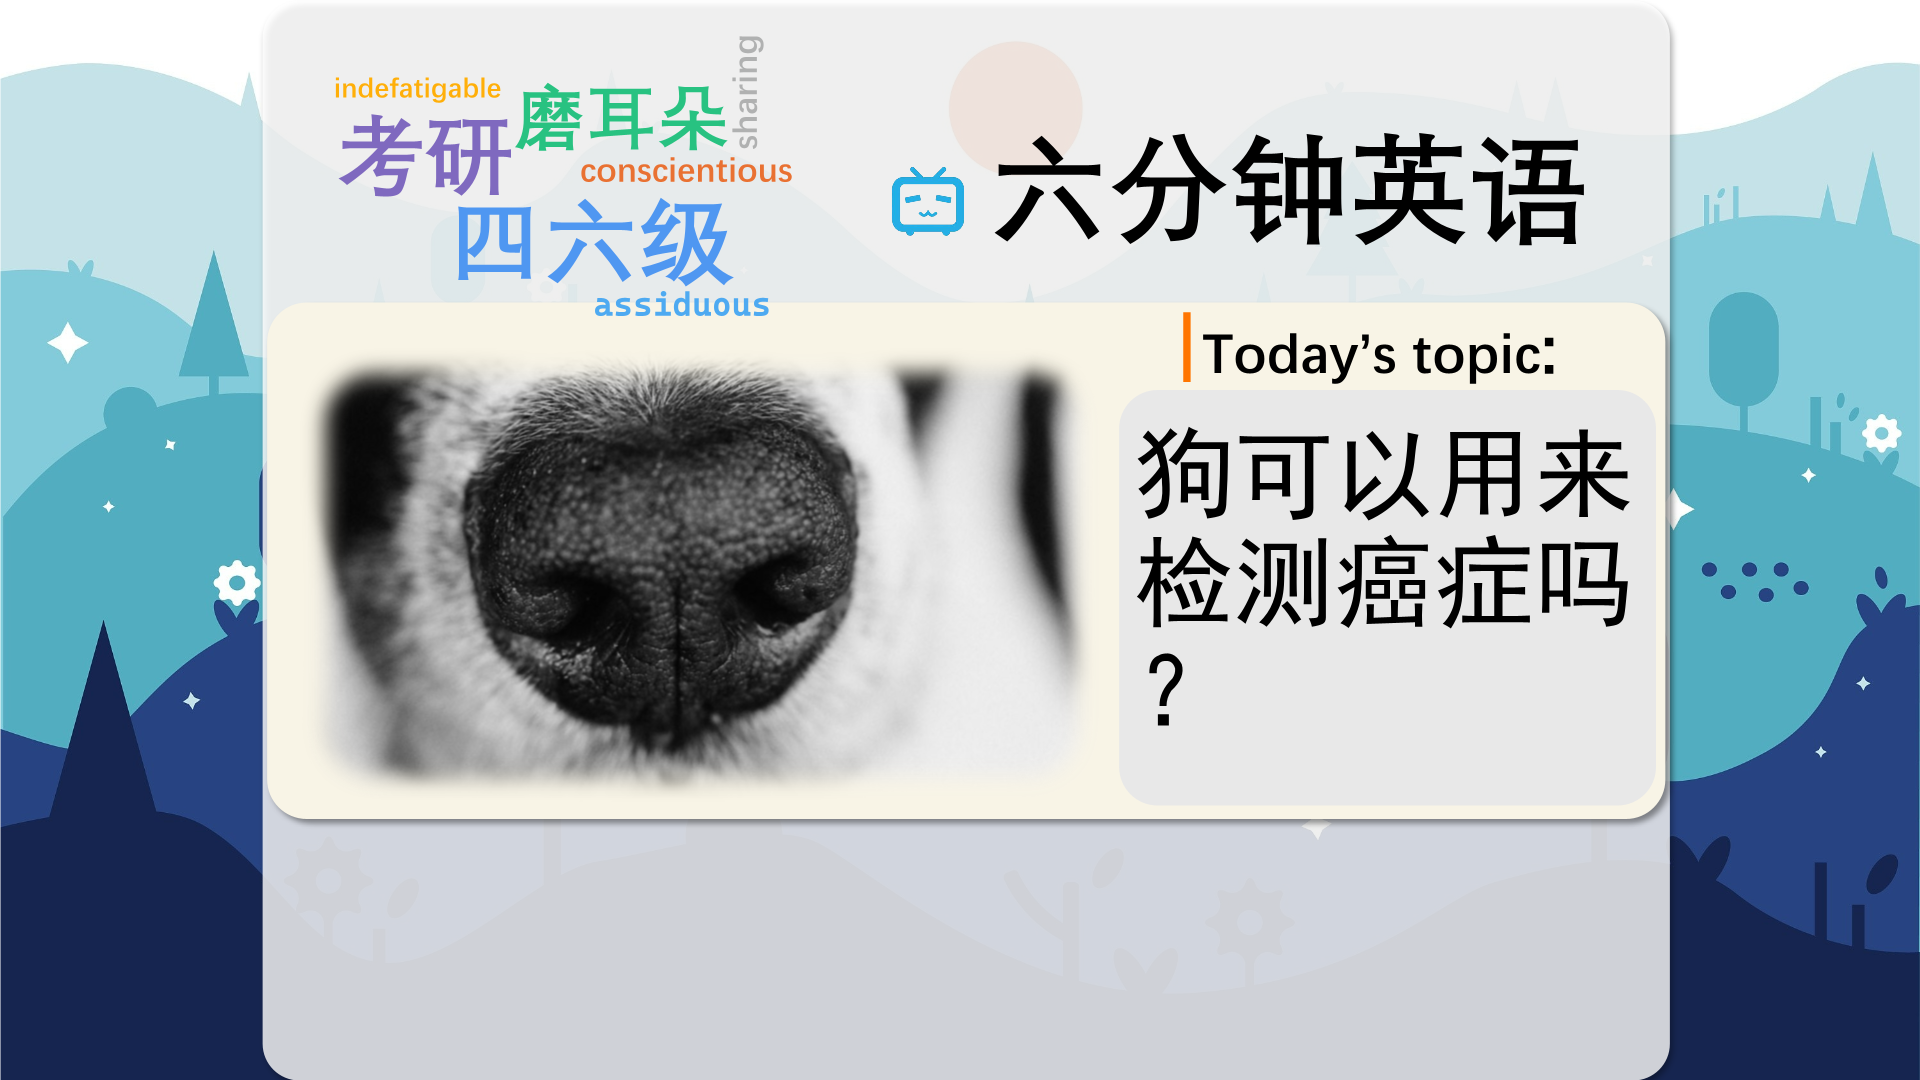 indefatigable
考研
磨耳朵
sharing
conscientious
四六级
assiduous
六分钟英语
Today’s topic:
狗可以用来
检测癌症吗
？